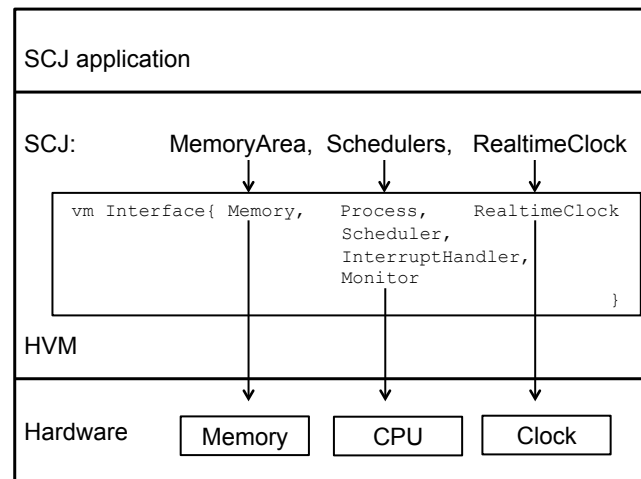 SCJ application
SCJ: MemoryArea, Schedulers, RealtimeClock
vm Interface{ Memory, Process, RealtimeClock
Scheduler,
InterruptHandler,
Monitor
}
HVM
Hardware Memory CPU Clock